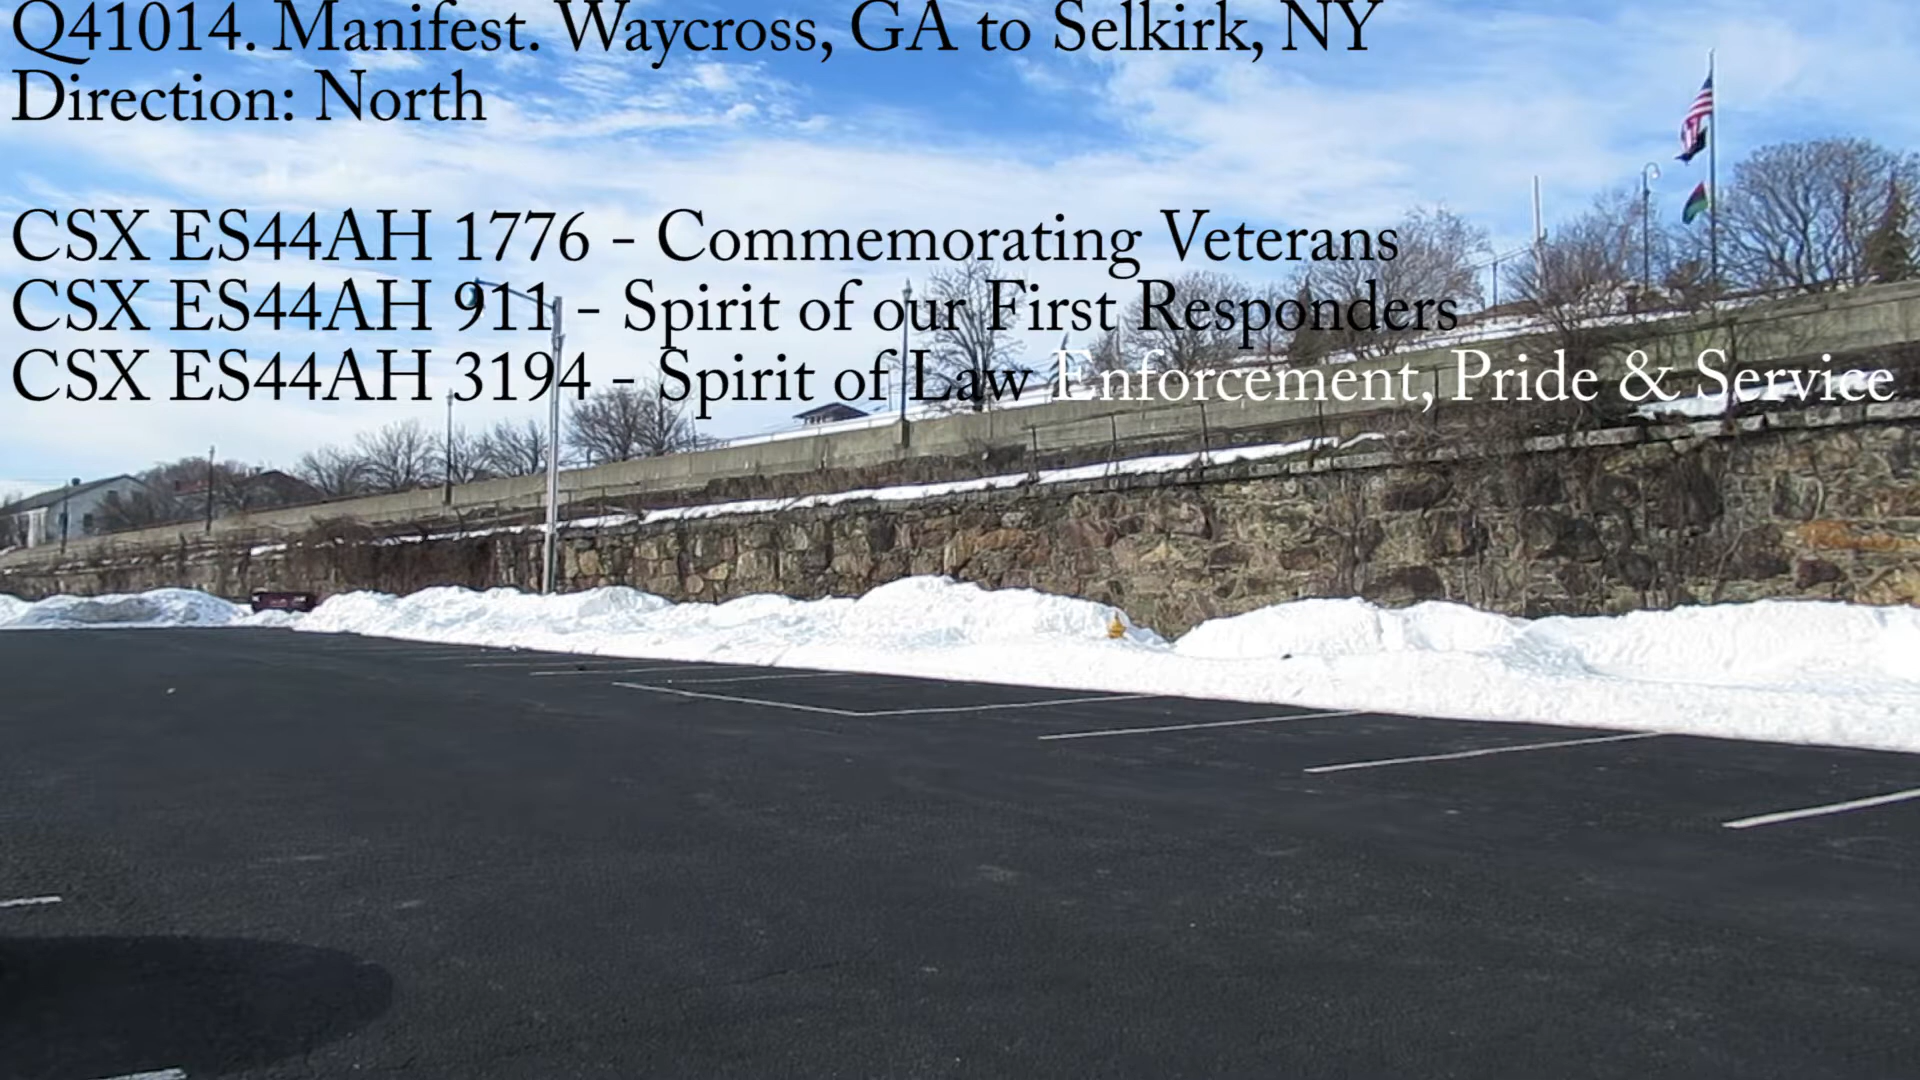 Q41014. Manifest. Waycross, GA to Selkirk, NY
Direction: North
CSX ES44AH 1776 - Commemorating Veterans
CSX ES44AH 911 - Spirit of our First Responders
CSX ES44AH 3194 - Spirit of Law Enforcement, Pride & Service